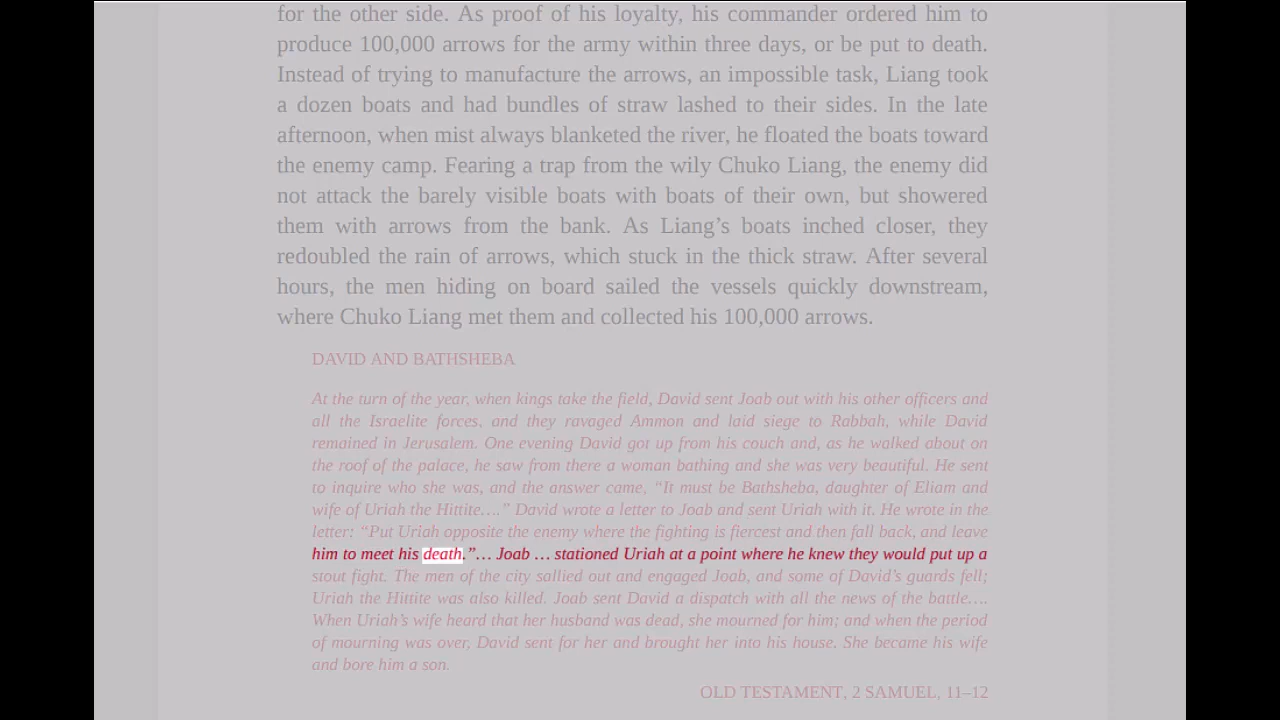 for the other side. As proof of his loyalty, his commander ordered him to
produce 100,000 arrows for the army within three days, or be put to death.
Instead of trying to manufacture the arrows, an impossible task, Liang took
a dozen boats and had bundles of straw lashed to their sides. In the late
afternoon, when mist always blanketed the river, he floated the boats toward
the enemy camp. Fearing a trap from the wily Chuko Liang, the enemy did
not attack the barely visible boats with boats of their own, but showered
them with arrows from the bank. As Liang’s boats inched closer, they
redoubled the rain of arrows, which stuck in the thick straw. After several
hours, the men hiding on board sailed the vessels quickly downstream,
where Chuko Liang met them and collected his 100,000 arrows.
DAVID AND BATHSHEBA
At the turn of the year, when kings take the field, David sent Joab out with his other officers and
all the Israelite forces, and they ravaged Ammon and laid siege to Rabbah, while David
remained in Jerusalem. One evening David got up from his couch and, as he walked about on
the roof of the palace, he saw from there a woman bathing and she was very beautiful. He sent
to inquire who she was, and the answer came, “It must be Bathsheba, daughter of Eliam and
wife of Uriah the Hittite….” David wrote a letter to Joab and sent Uriah with it. He wrote in the
letter: “Put Uriah opposite the enemy where the fighting is fiercest and then fall back, and leave
him to meet his death.”… Joab … stationed Uriah at a point where he knew they would put up a
stout fight. The men of the city sallied out and engaged Joab, and some of David’s guards fell;
Uriah the Hittite was also killed. Joab sent David a dispatch with all the news of the battle….
When Uriah’s wife heard that her husband was dead, she mourned for him; and when the period
of mourning was over, David sent for her and brought her into his house. She became his wife
and bore him a son.
OLD TESTAMENT, 2 SAMUEL, 11–12